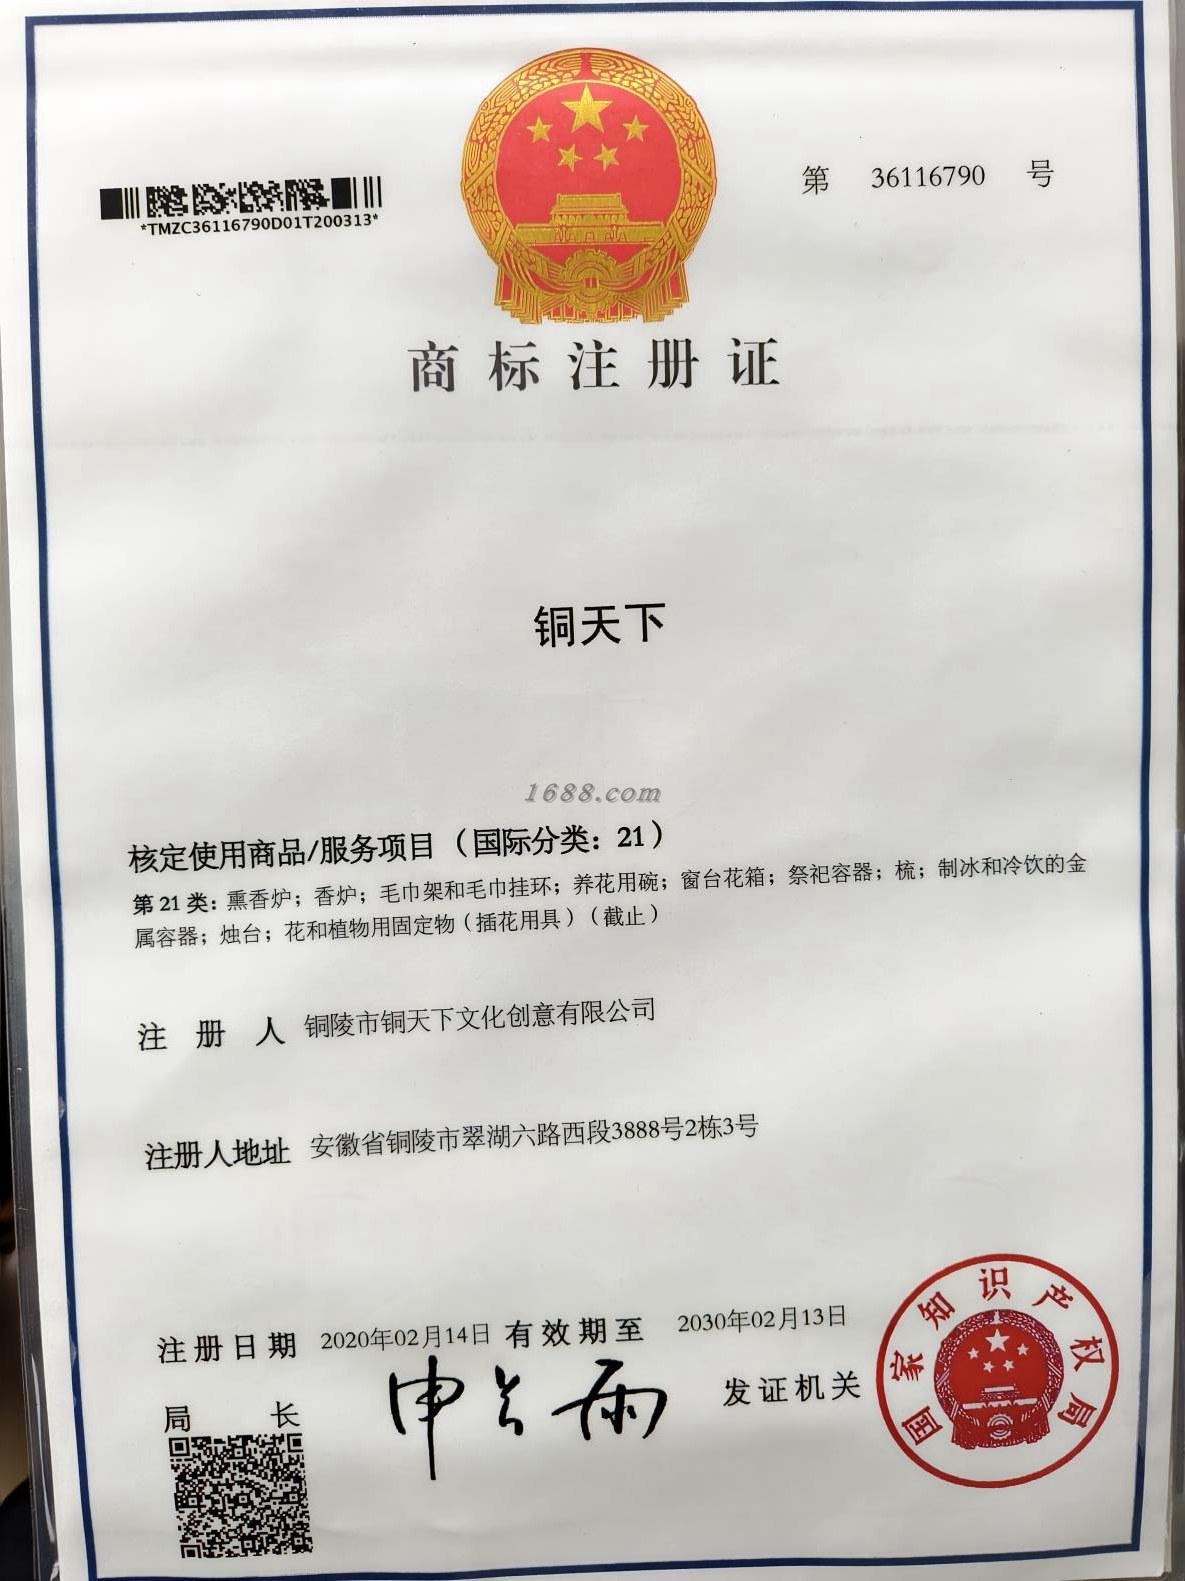 第 36116790 号
*TMZC36116790D01T200313*
商标注册证
铜天下
1688.com
核定使用商品/服务项目（国际分类：21）
第21类：熏香炉；香炉；毛巾架和毛巾挂环；养花用碗；窗台花箱；祭祀容器；梳；制冰和冷饮的金
属容器；烛台；花和植物用固定物（插花用具）（截止）
注册人 铜陵市铜天下文化创意有限公司
注册人地址 安徽省铜陵市翠湖六路西段3888号2栋3号
注册日期 2020年02月14日 有效期至 2030年02月13日
局长 申长雨 发证机关
国家知识产权局